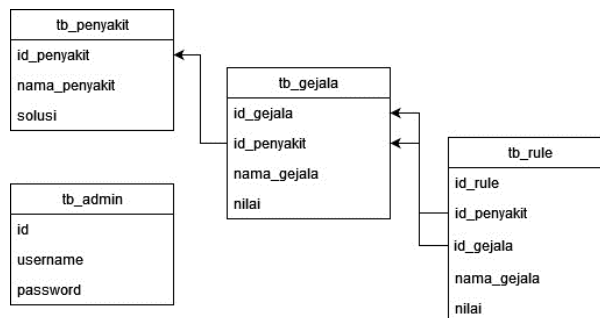 tb_penyakit
id_penyakit
nama_penyakit
solusi
tb_gejala
id_gejala
id_penyakit
nama_gejala
nilai
tb_rule
id_rule
id_penyakit
id_gejala
nama_gejala
nilai
tb_admin
id
username
password